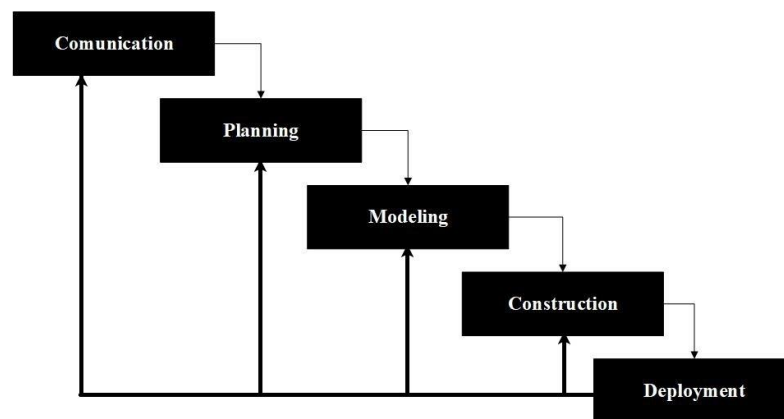 Comunication
Planning
Modeling
Construction
Deployment